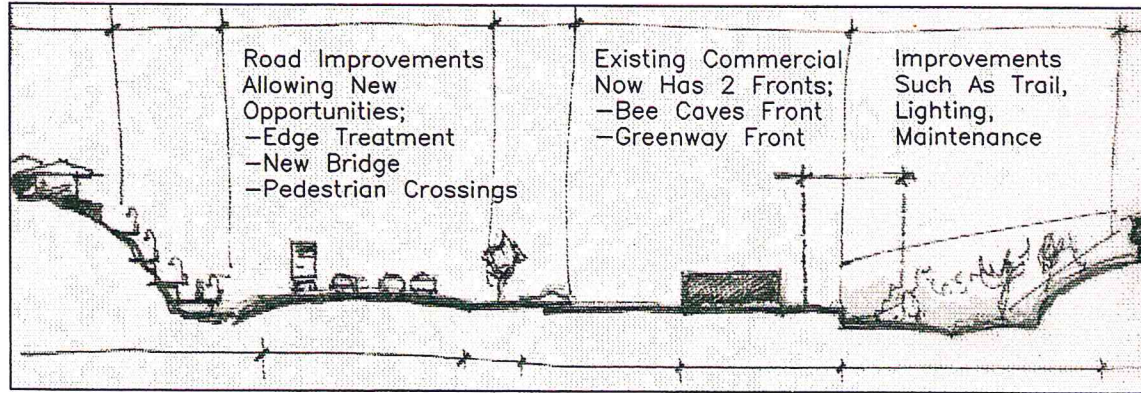 Road Improvements
Allowing New
Opportunities;
-Edge Treatment
-New Bridge
-Pedestrian Crossings
Existing Commercial
Now Has 2 Fronts;
-Bee Caves Front
-Greenway Front
Improvements
Such As Trail,
Lighting,
Maintenance